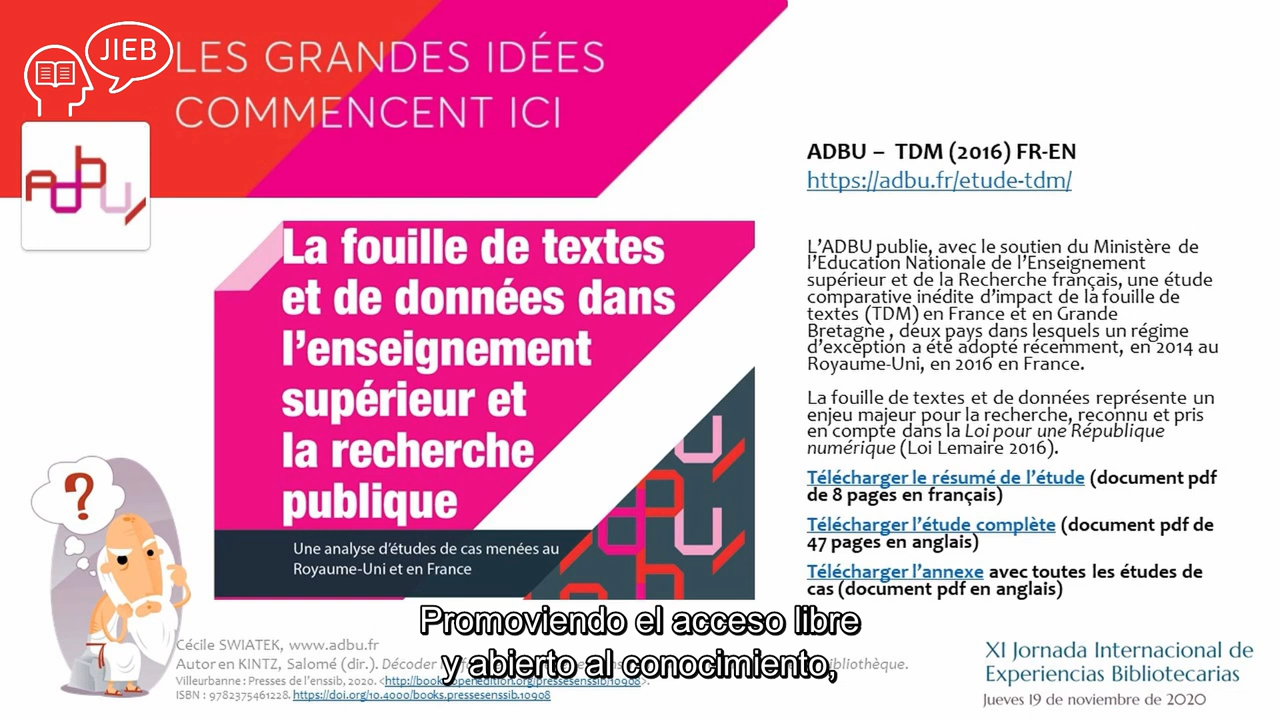 JIEB
LES GRANDES IDÉES
COMMENCENT ICI
Adbu
ADBU – TDM (2016) FR-EN
https://adbu.fr/etude-tdm/
La fouille de textes
et de données dans
l'enseignement
supérieur et
la recherche
publique
Une analyse d'études de cas menées au
Royaume-Uni et en France
L'ADBU publie, avec le soutien du Ministère de
l'Education Nationale de l'Enseignement
supérieur et de la Recherche français, une étude
comparative inédite d'impact de la fouille de
textes (TDM) en France et en Grande
Bretagne , deux pays dans lesquels un régime
d'exception a été adopté récemment, en 2014 au
Royaume-Uni, en 2016 en France.
La fouille de textes et de données représente un
enjeu majeur pour la recherche, reconnu et pris
en compte dans la Loi pour une République
numérique (Loi Lemaire 2016).
Télécharger le résumé de l'étude (document pdf
de 8 pages en français)
Télécharger l'étude complète (document pdf de
47 pages en anglais)
Télécharger l'annexe avec toutes les études de
cas (document pdf en anglais)
?
Promoviendo el acceso libre
y abierto al conocimiento,
Cécile SWIATEK, www.adbu.fr
Autor en KINTZ, Salomé (dir.). Décoder
Villeurbanne : Presses de l'enssib, 2020.
ISBN : 9782375461228. https://doi.org/10.4000/books.pressesenssib.10908
XI Jornada Internacional de
Experiencias Bibliotecarias
Jueves 19 de noviembre de 2020